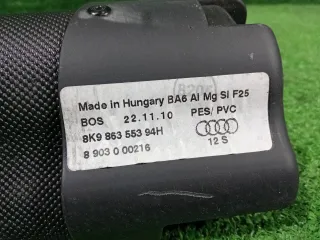 Made in Hungary BA6 Al Mg Si F25
BOS 22.11.10 PES/ PVC
8K9 863 553 94H
8 903 0 00216 12 S